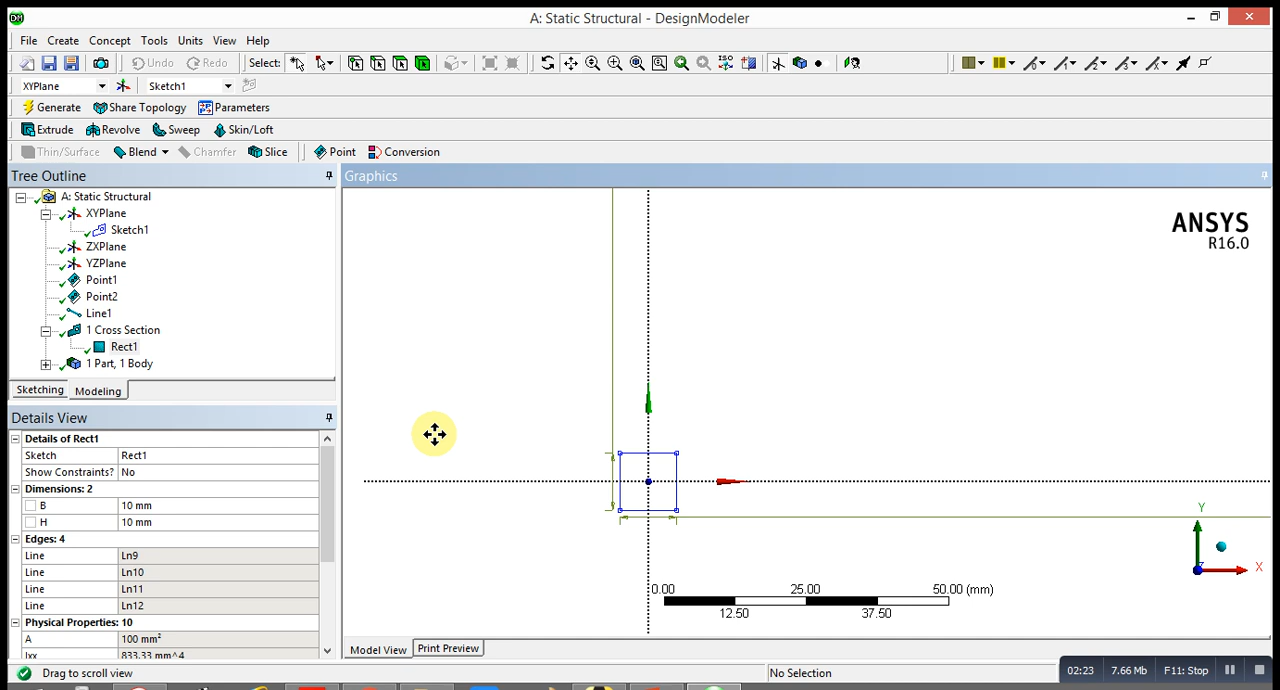 DM A: Static Structural - DesignModeler
File Create Concept Tools Units View Help
Undo Redo Select:
XYPlane Sketch1
Generate Share Topology Parameters
Extrude Revolve Sweep Skin/Loft
Thin/Surface Blend Chamfer Slice Point Conversion
Tree Outline
A: Static Structural
XYPlane
Sketch1
ZXPlane
YZPlane
Point1
Point2
Line1
1 Cross Section
Rect1
1 Part, 1 Body
Sketching Modeling
Details View
Details of Rect1
Sketch Rect1
Show Constraints? No
Dimensions: 2
B 10 mm
H 10 mm
Edges: 4
Line Ln9
Line Ln10
Line Ln11
Line Ln12
Physical Properties: 10
A 100 mm²
Ixx 833.33 mm^4
Graphics
ANSYS
R16.0
Y
X
0.00 25.00 50.00 (mm)
12.50 37.50
Model View Print Preview
Drag to scroll view No Selection
02:23 7.66 Mb F11: Stop